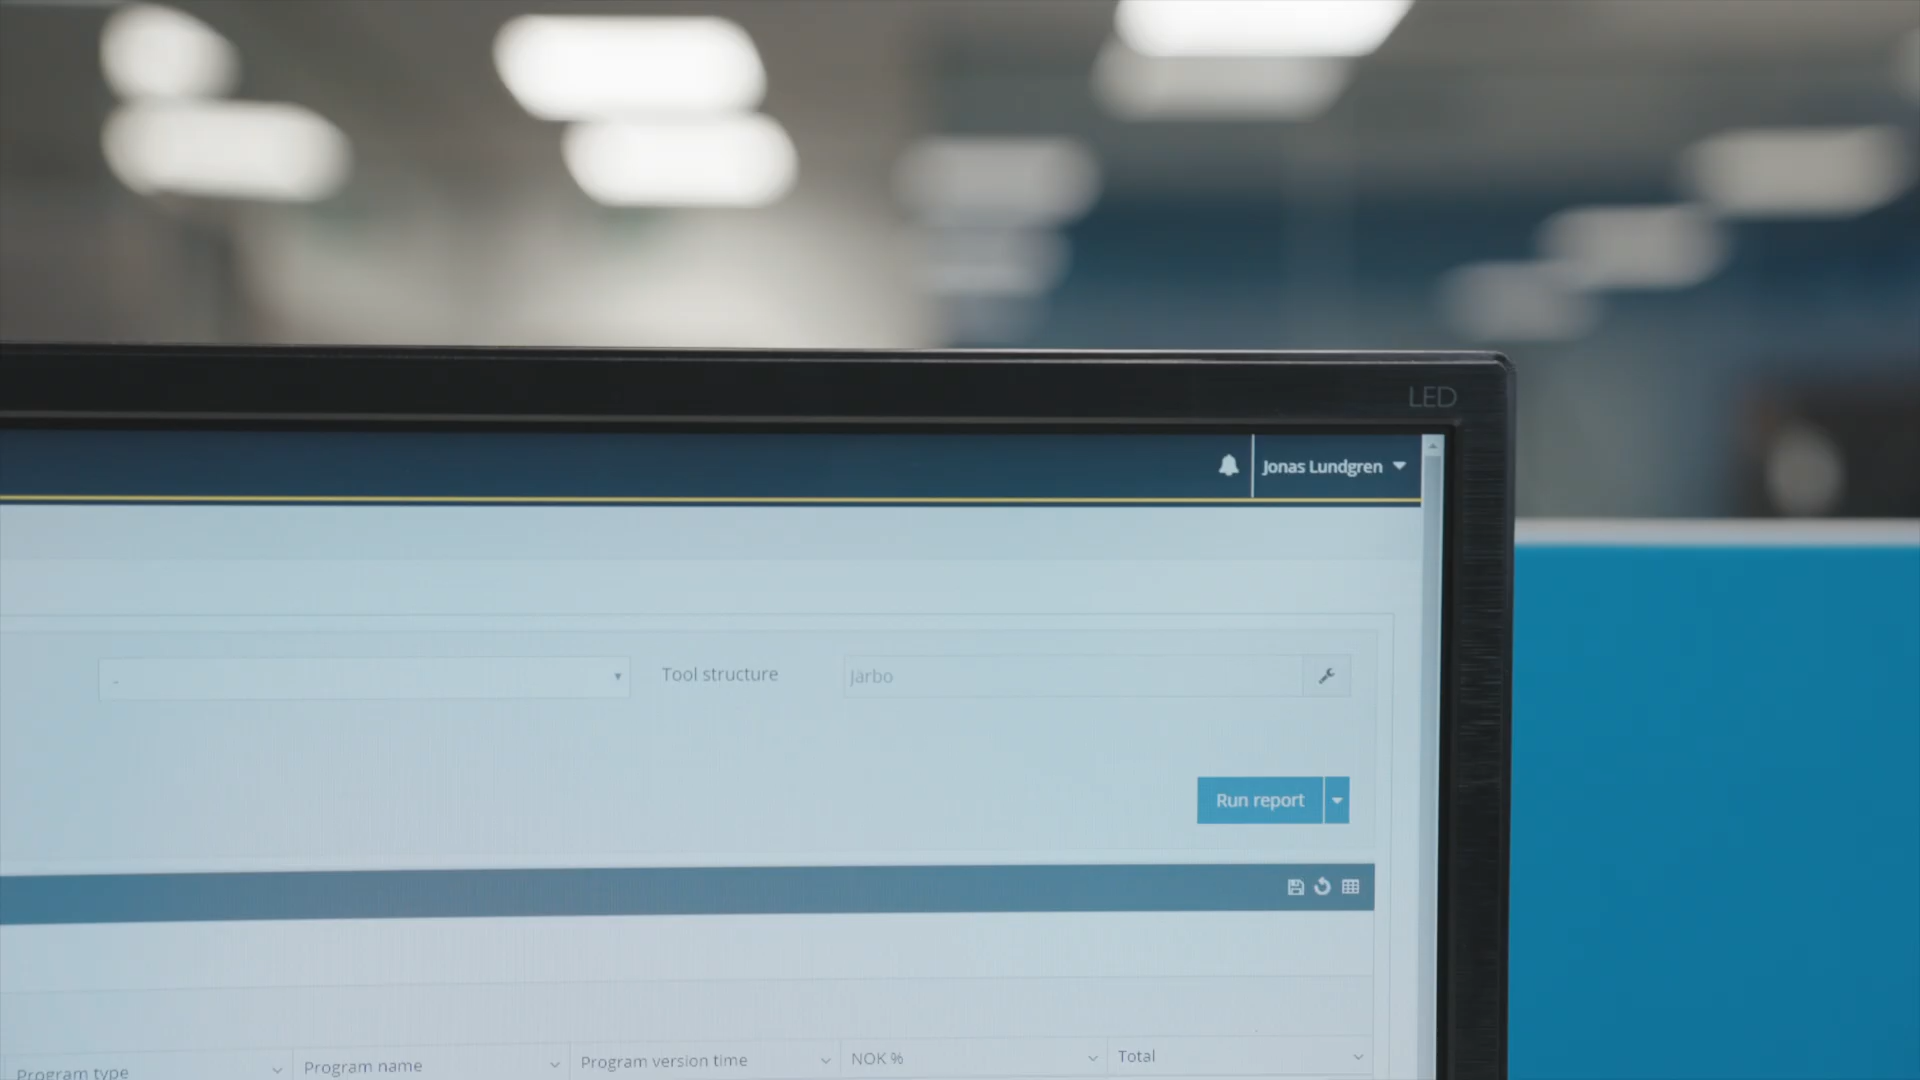 LED
Jonas Lundgren
-
Tool structure
Järbo
Run report
Program type
Program name
Program version time
NOK %
Total